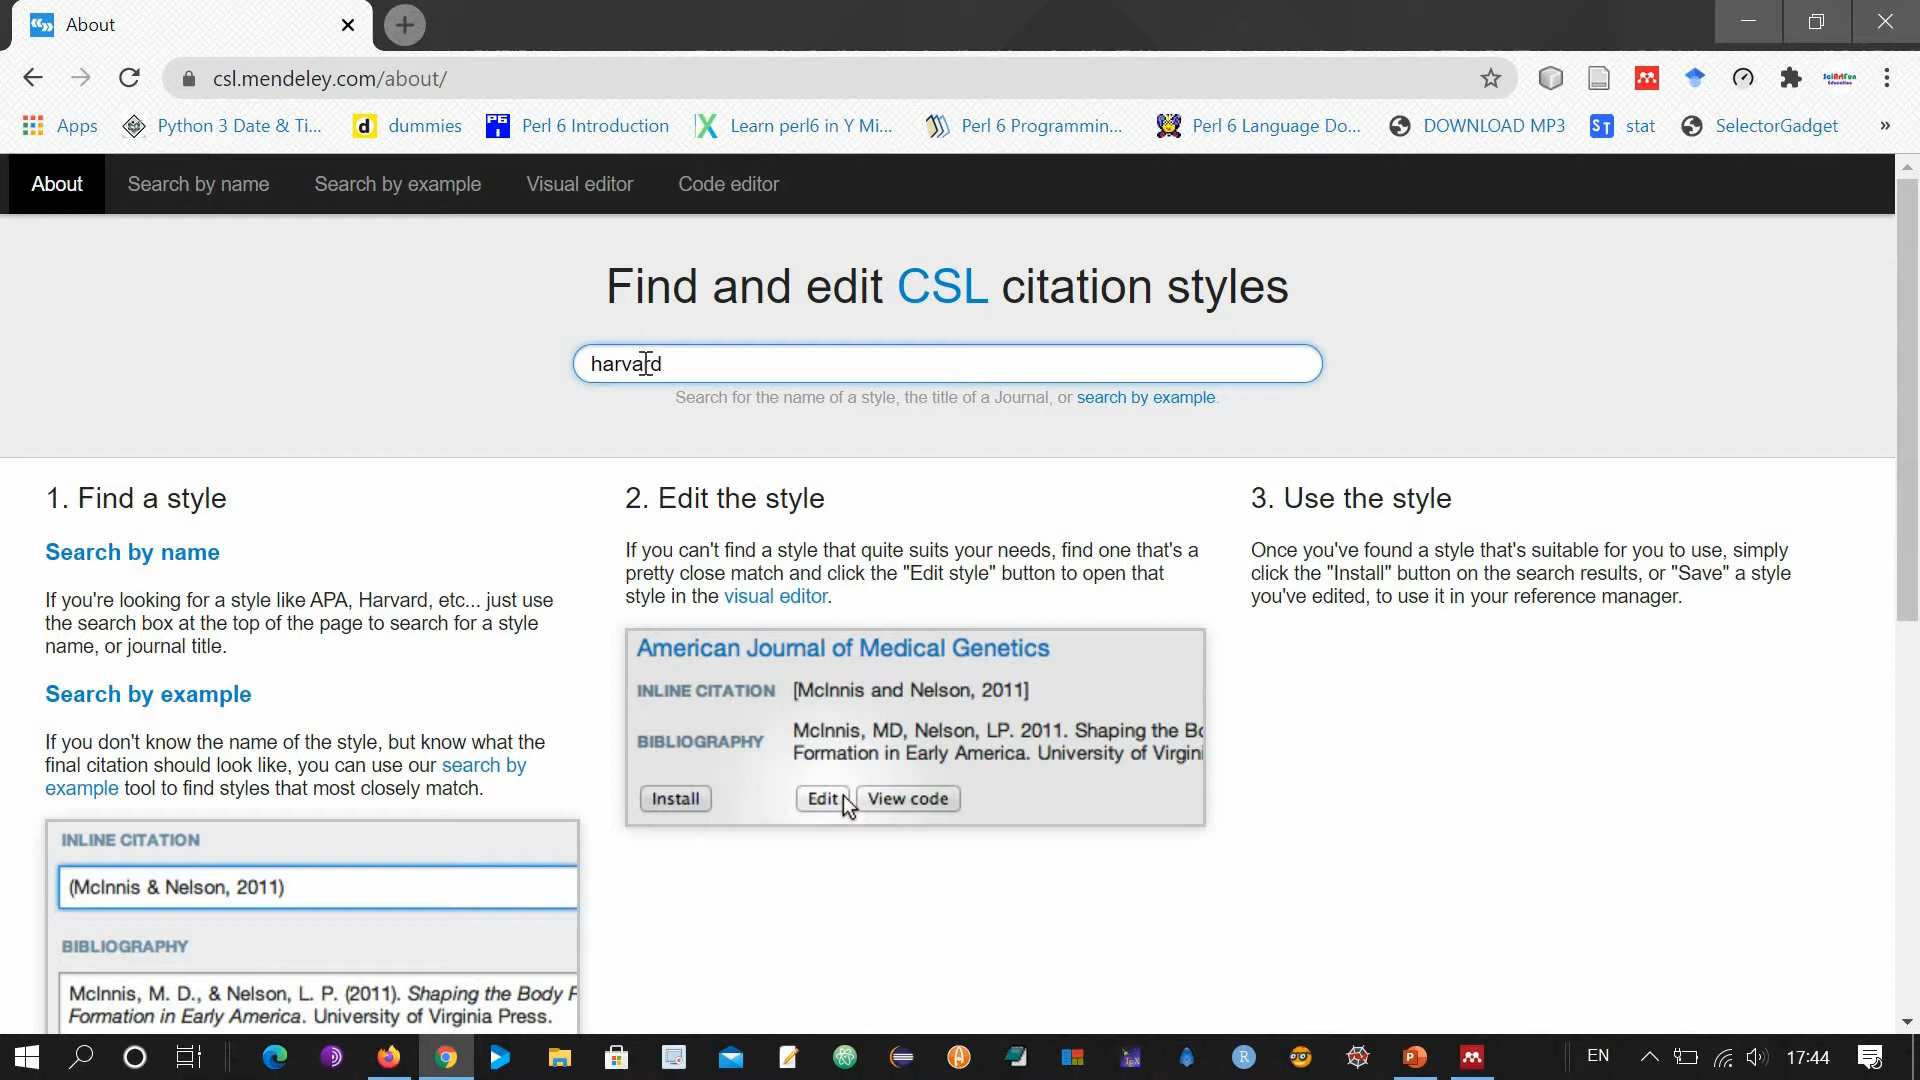 About
csl.mendeley.com/about/
SciArtFun
Education
Apps
Python 3 Date & Ti...
dummies
Perl 6 Introduction
Learn perl6 in Y Mi...
Perl 6 Programmin...
Perl 6 Language Do...
DOWNLOAD MP3
stat
SelectorGadget
»
About
Search by name
Search by example
Visual editor
Code editor
Find and edit CSL citation styles
harvard
Search for the name of a style, the title of a Journal, or search by example.
1. Find a style
Search by name
If you're looking for a style like APA, Harvard, etc... just use
the search box at the top of the page to search for a style
name, or journal title.
Search by example
If you don't know the name of the style, but know what the
final citation should look like, you can use our search by
example tool to find styles that most closely match.
INLINE CITATION
(McInnis & Nelson, 2011)
BIBLIOGRAPHY
McInnis, M. D., & Nelson, L. P. (2011). Shaping the Body F
Formation in Early America. University of Virginia Press.
2. Edit the style
If you can't find a style that quite suits your needs, find one that's a
pretty close match and click the "Edit style" button to open that
style in the visual editor.
American Journal of Medical Genetics
INLINE CITATION [McInnis and Nelson, 2011]
BIBLIOGRAPHY
McInnis, MD, Nelson, LP. 2011. Shaping the Bo
Formation in Early America. University of Virgini
Install
Edit
View code
3. Use the style
Once you've found a style that's suitable for you to use, simply
click the "Install" button on the search results, or "Save" a style
you've edited, to use it in your reference manager.
EN
17:44